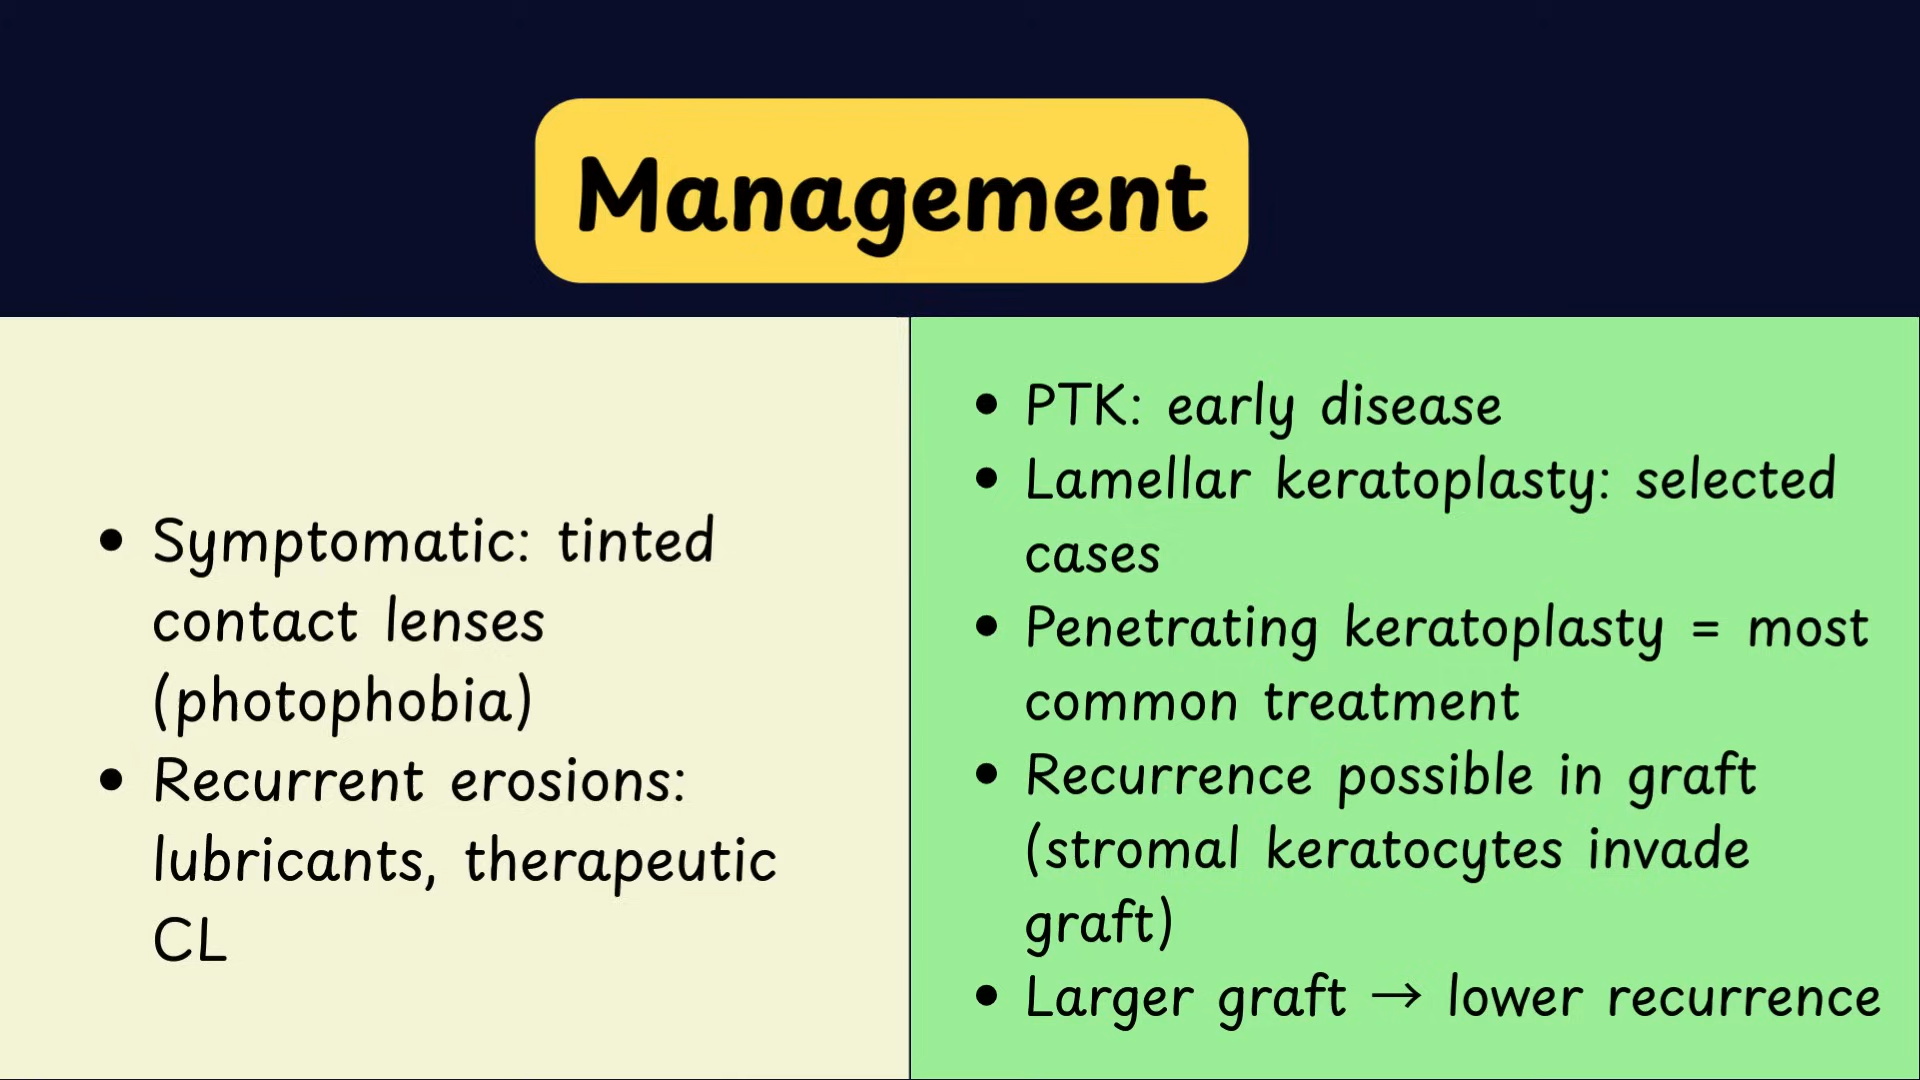 Management
• Symptomatic: tinted
contact lenses
(photophobia)
• Recurrent erosions:
lubricants, therapeutic
CL
• PTK: early disease
• Lamellar keratoplasty: selected
cases
• Penetrating keratoplasty = most
common treatment
• Recurrence possible in graft
(stromal keratocytes invade
graft)
• Larger graft → lower recurrence